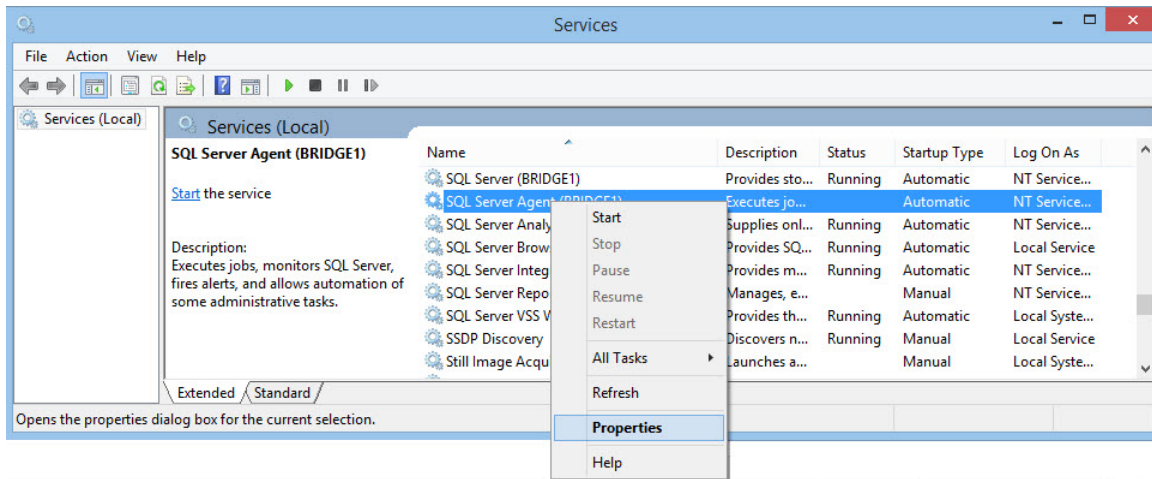 Services
File Action View Help
Services (Local)
Services (Local)
SQL Server Agent (BRIDGE1)
Start the service
Description:
Executes jobs, monitors SQL Server,
fires alerts, and allows automation of
some administrative tasks.
Name Description Status Startup Type Log On As
SQL Server (BRIDGE1) Provides sto... Running Automatic NT Service...
SQL Server Agent (BRIDGE1) Executes jo... Automatic NT Service...
SQL Server Analy Supplies onl... Running Automatic NT Service...
SQL Server Brow Provides SQ... Running Automatic Local Service
SQL Server Integ Provides m... Running Automatic NT Service...
SQL Server Repo Manages, e... Manual NT Service...
SQL Server VSS W Provides th... Running Automatic Local Syste...
SSDP Discovery Discovers n... Running Manual Local Service
Still Image Acqu Launches a... Manual Local Syste...
Start
Stop
Pause
Resume
Restart
All Tasks
Refresh
Properties
Help
Extended Standard
Opens the properties dialog box for the current selection.